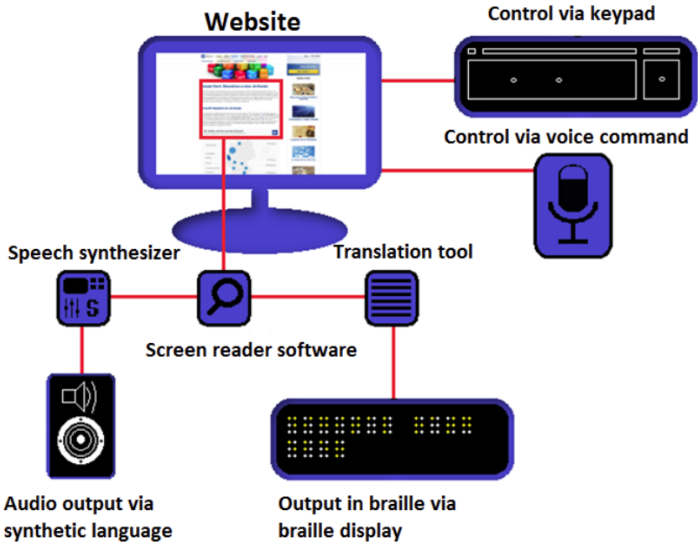 Website
Control via keypad
Control via voice command
Speech synthesizer
Translation tool
S
Screen reader software
Audio output via
synthetic language
Output in braille via
braille display